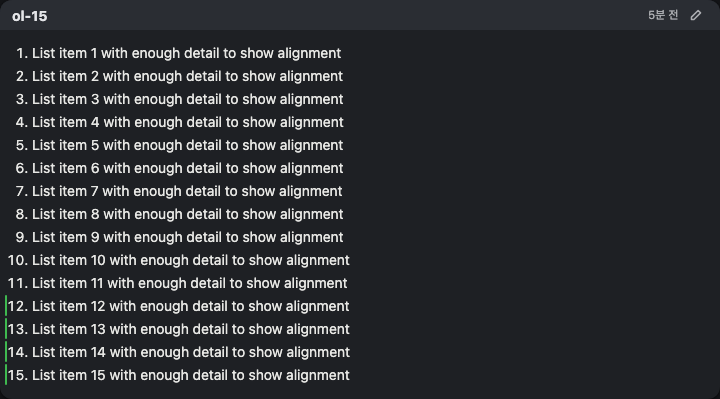 ol-15
5분 전
1. List item 1 with enough detail to show alignment
2. List item 2 with enough detail to show alignment
3. List item 3 with enough detail to show alignment
4. List item 4 with enough detail to show alignment
5. List item 5 with enough detail to show alignment
6. List item 6 with enough detail to show alignment
7. List item 7 with enough detail to show alignment
8. List item 8 with enough detail to show alignment
9. List item 9 with enough detail to show alignment
10. List item 10 with enough detail to show alignment
11. List item 11 with enough detail to show alignment
12. List item 12 with enough detail to show alignment
13. List item 13 with enough detail to show alignment
14. List item 14 with enough detail to show alignment
15. List item 15 with enough detail to show alignment